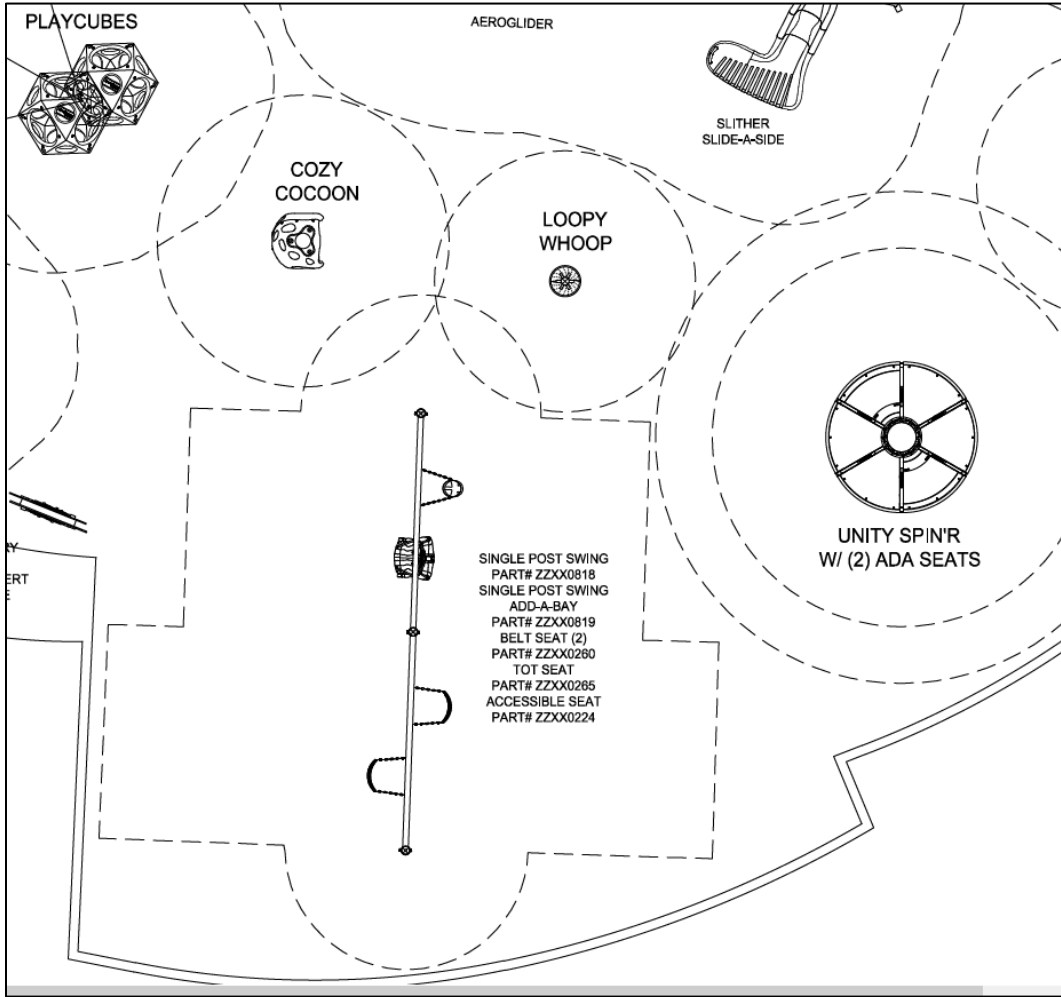 PLAYCUBES
AEROGLIDER
SLITHER
SLIDE-A-SIDE
COZY
COCOON
LOOPY
WHOOP
UNITY SPIN'R
W/ (2) ADA SEATS
SINGLE POST SWING
PART# ZZXX0818
SINGLE POST SWING
ADD-A-BAY
PART# ZZXX0819
BELT SEAT (2)
PART# ZZXX0260
TOT SEAT
PART# ZZXX0265
ACCESSIBLE SEAT
PART# ZZXX0224